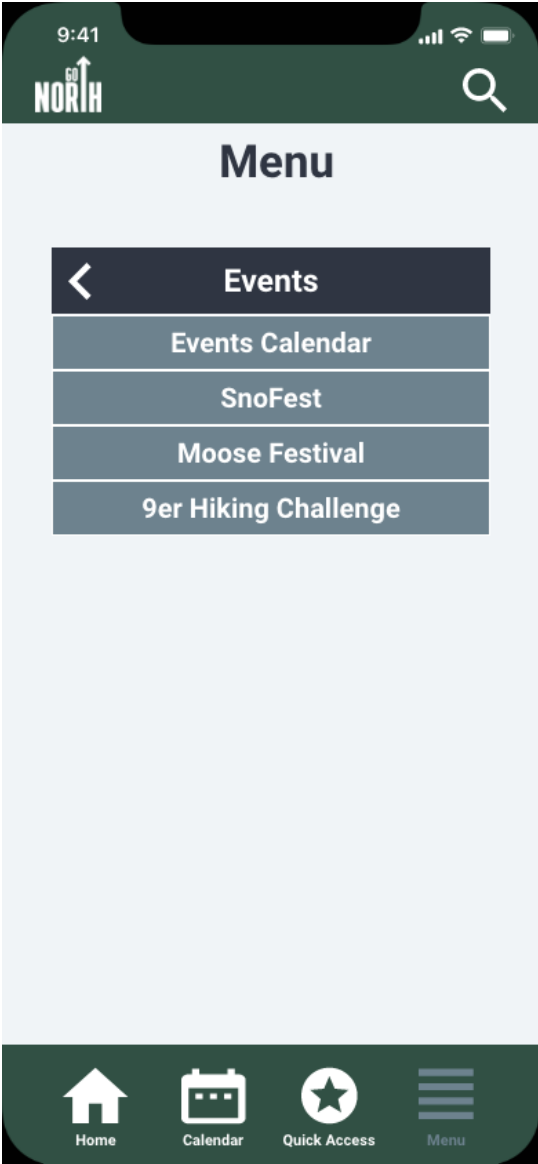 9:41
GO
NORTH
Menu
Events
Events Calendar
SnoFest
Moose Festival
9er Hiking Challenge
Home
Calendar
Quick Access
Menu